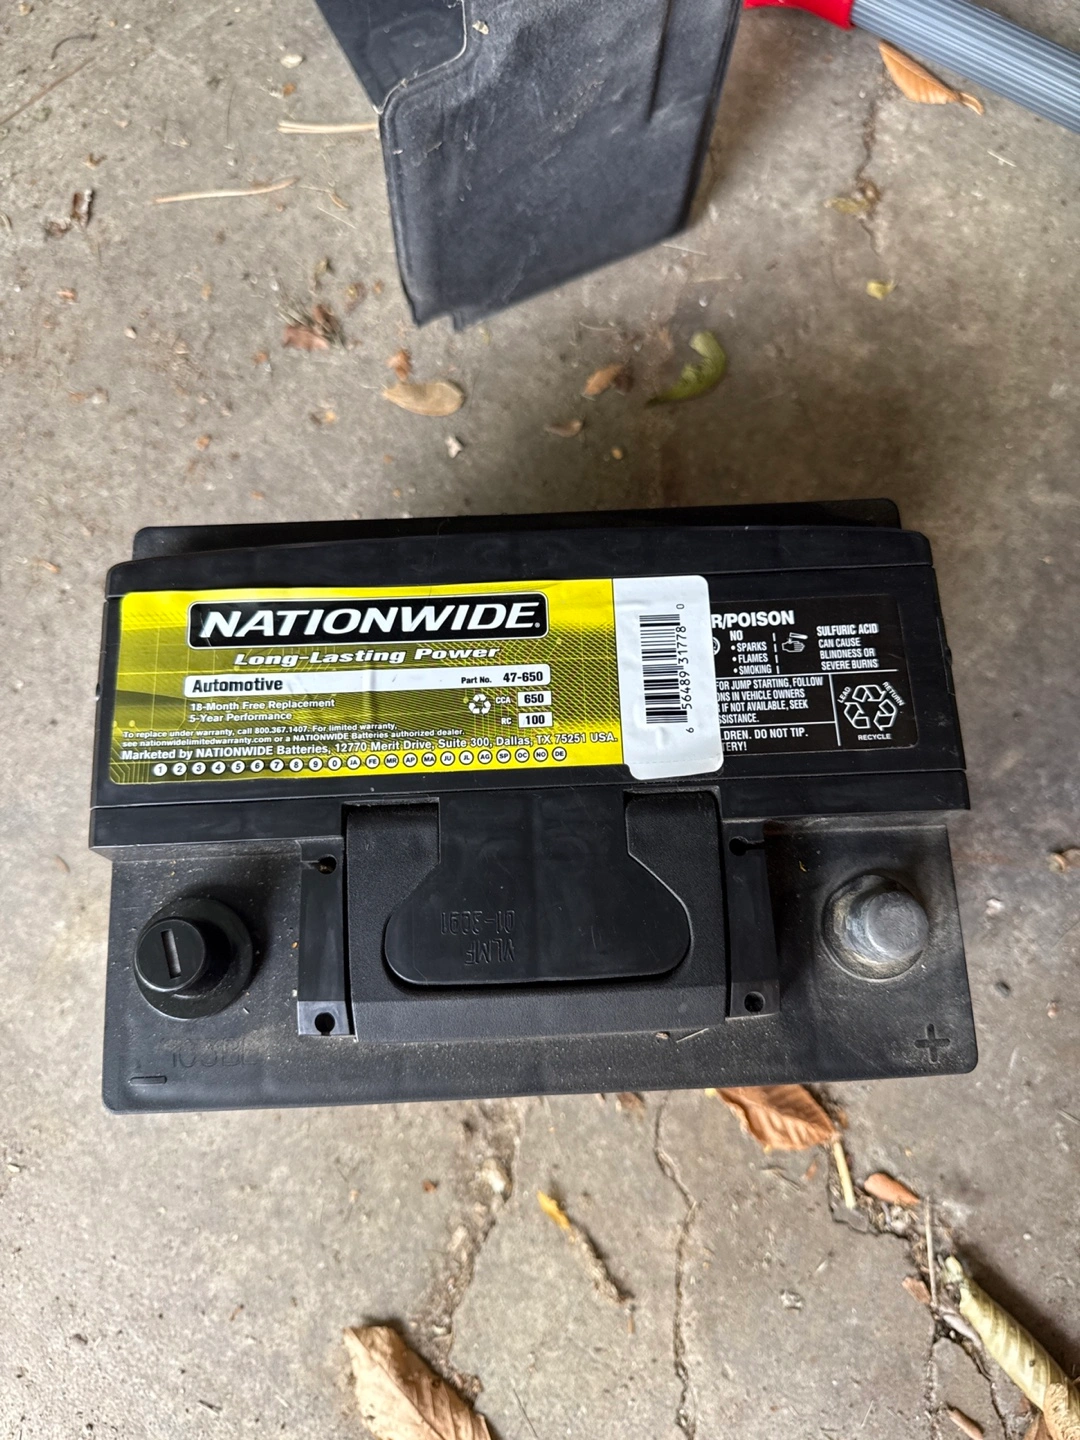 NATIONWIDE
Long-Lasting Power
Automotive
Part No. 47-650
18-Month Free Replacement
5-Year Performance
CCA 650
RC 100
To replace under warranty, call 800.367.1407. For limited warranty,
see nationwidelimitedwarranty.com or a NATIONWIDE Batteries authorized dealer.
Marketed by NATIONWIDE Batteries, 12770 Merit Drive, Suite 300, Dallas, TX 75251 USA.
1 2 3 4 5 6 7 8 9 0 JA FE MR AP MA JU JL AG SP OC NO DE
6 56489 31778 0
R/POISON
NO
• SPARKS
• FLAMES
• SMOKING
SULFURIC ACID
CAN CAUSE
BLINDNESS OR
SEVERE BURNS
FOR JUMP STARTING, FOLLOW
ONS IN VEHICLE OWNERS
IF NOT AVAILABLE, SEEK
SSISTANCE.
LDREN. DO NOT TIP.
TERY!
LEAD
RETURN
RECYCLE
YLMF
01-3091
−
+